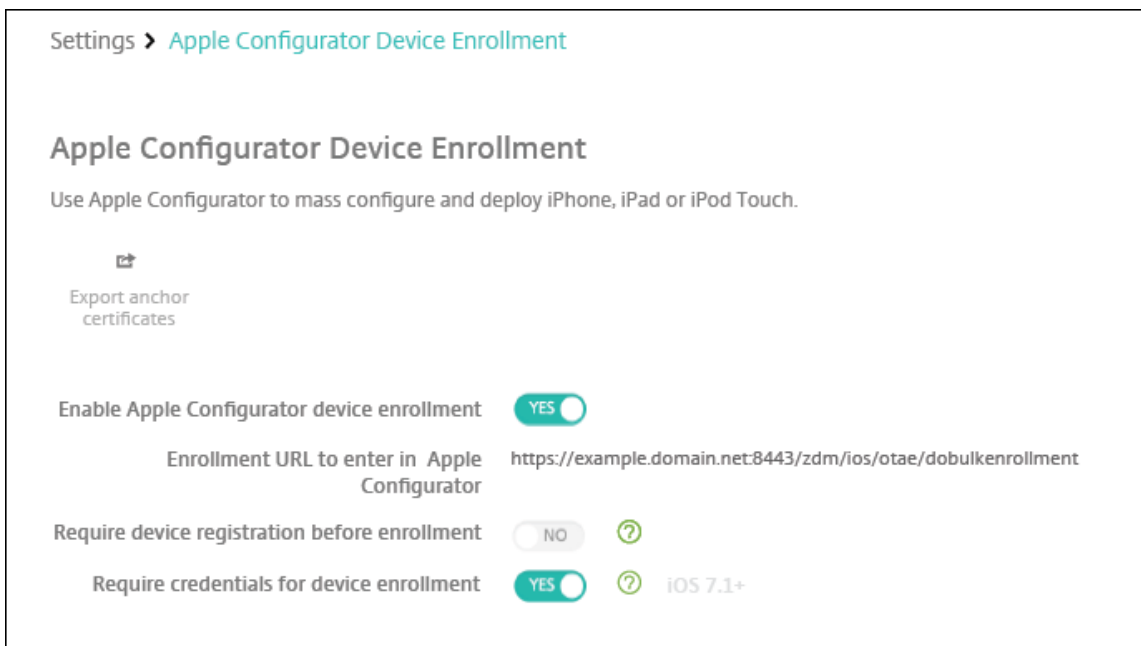 Settings > Apple Configurator Device Enrollment
Apple Configurator Device Enrollment
Use Apple Configurator to mass configure and deploy iPhone, iPad or iPod Touch.
Export anchor
certificates
Enable Apple Configurator device enrollment YES
Enrollment URL to enter in Apple https://example.domain.net:8443/zdm/ios/otae/dobulkenrollment
Configurator
Require device registration before enrollment NO ?
Require credentials for device enrollment YES ? iOS 7.1+